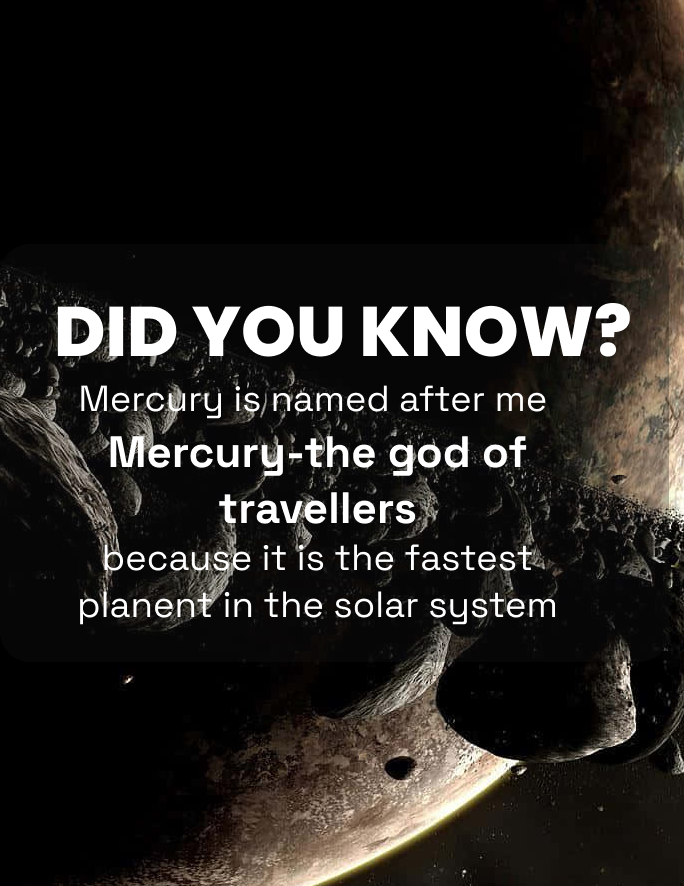 DID YOU KNOW?
Mercury is named after me
Mercury-the god of
travellers
because it is the fastest
planent in the solar system